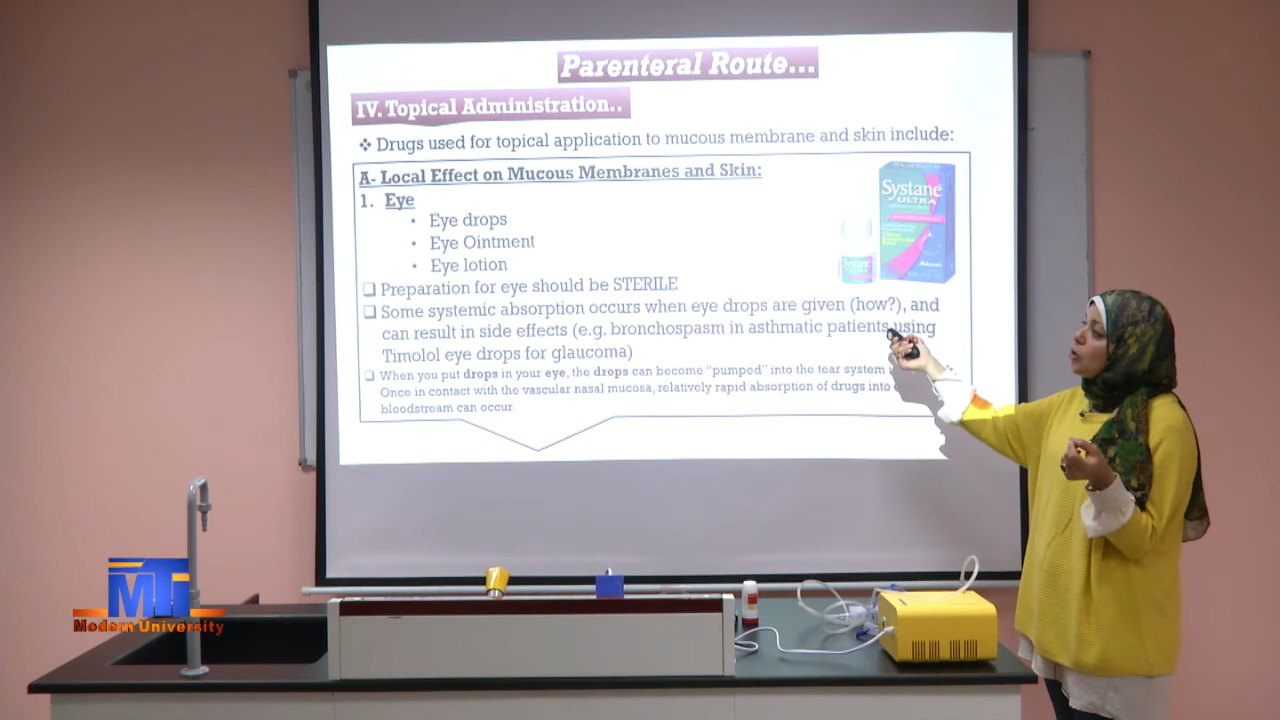 Parenteral Route...
IV. Topical Administration..
❖ Drugs used for topical application to mucous membrane and skin include:
A- Local Effect on Mucous Membranes and Skin:
1. Eye
• Eye drops
• Eye Ointment
• Eye lotion
❑ Preparation for eye should be STERILE
❑ Some systemic absorption occurs when eye drops are given (how?), and
can result in side effects (e.g. bronchospasm in asthmatic patients using
Timolol eye drops for glaucoma)
❑ When you put drops in your eye, the drops can become “pumped” into the tear system
Once in contact with the vascular nasal mucosa, relatively rapid absorption of drugs into
bloodstream can occur.
Systane
ULTRA
Alcon
Systane
MTi
Modern University